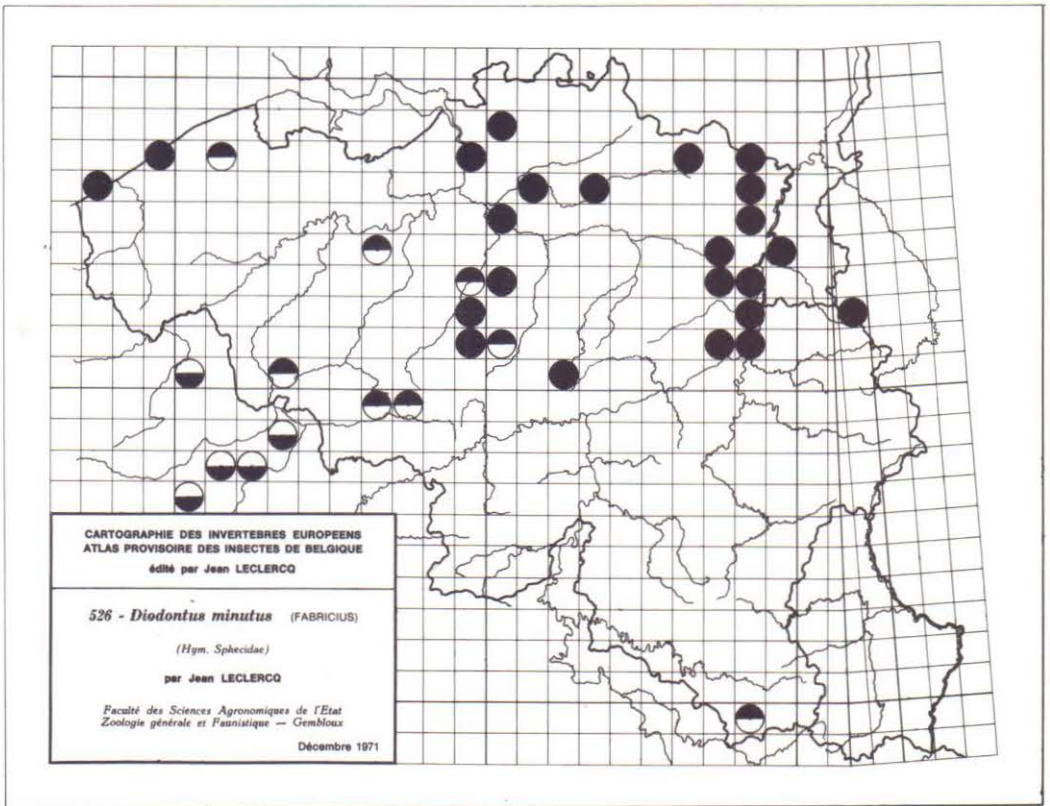 CARTOGRAPHIE DES INVERTEBRES EUROPEENS
ATLAS PROVISOIRE DES INSECTES DE BELGIQUE
édité par Jean LECLERCQ
526 - Diodontus minutus (FABRICIUS)
(Hym. Sphecidae)
par Jean LECLERCQ
Faculté des Sciences Agronomiques de l'Etat
Zoologie générale et Faunistique — Gembloux
Décembre 1971